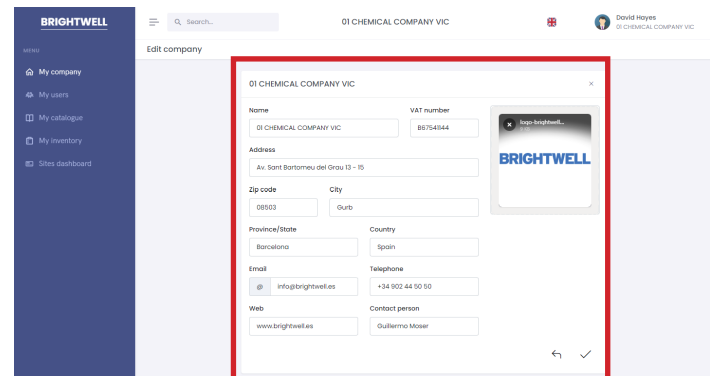 BRIGHTWELL
Search...
01 CHEMICAL COMPANY VIC
David Hayes
01 CHEMICAL COMPANY VIC
MENU
Edit company
My company
My users
My catalogue
My inventory
Sites dashboard
01 CHEMICAL COMPANY VIC
×
Name
VAT number
01 CHEMICAL COMPANY VIC
B67541144
logo-brightwell...
Address
Av. Sant Bartomeu del Grau 13 - 15
BRIGHTWELL
Zip code
City
08503
Gurb
Province/State
Country
Barcelona
Spain
Email
Telephone
@ info@brightwell.es
+34 902 44 50 50
Web
Contact person
www.brightwell.es
Guillermo Moser